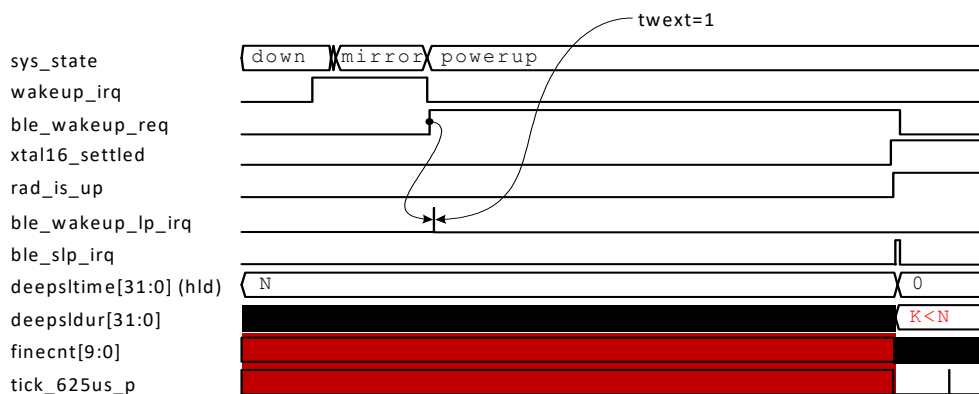 twext=1
sys_state down mirror powerup
wakeup_irq
ble_wakeup_req
xtal16_settled
rad_is_up
ble_wakeup_lp_irq
ble_slp_irq
deepsltime[31:0] (hld) N 0
deepsldur[31:0] K<N
finecnt[9:0]
tick_625us_p